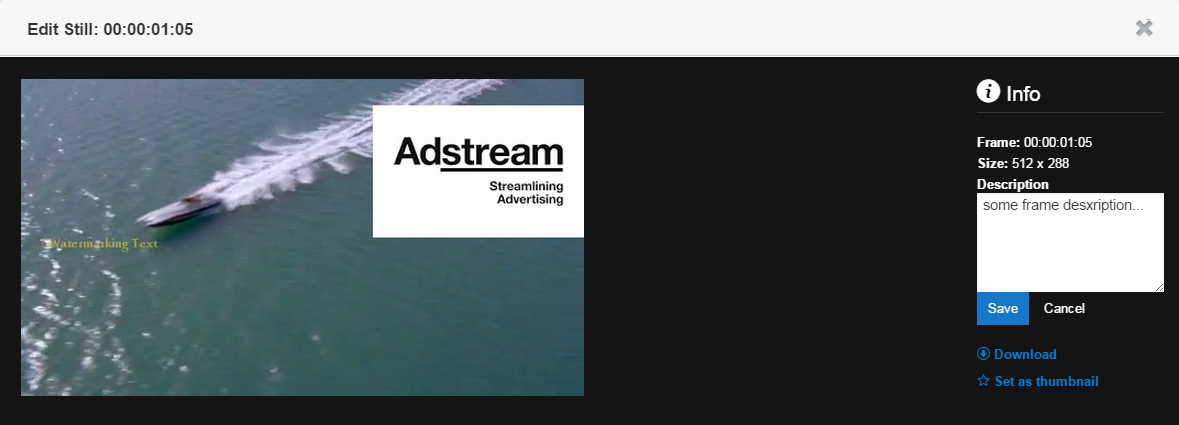 Edit Still: 00:00:01:05
Adstream
Streamlining
Advertising
Watermarking Text
Info
Frame: 00:00:01:05
Size: 512 x 288
Description
some frame desxription...
Save
Cancel
Download
Set as thumbnail